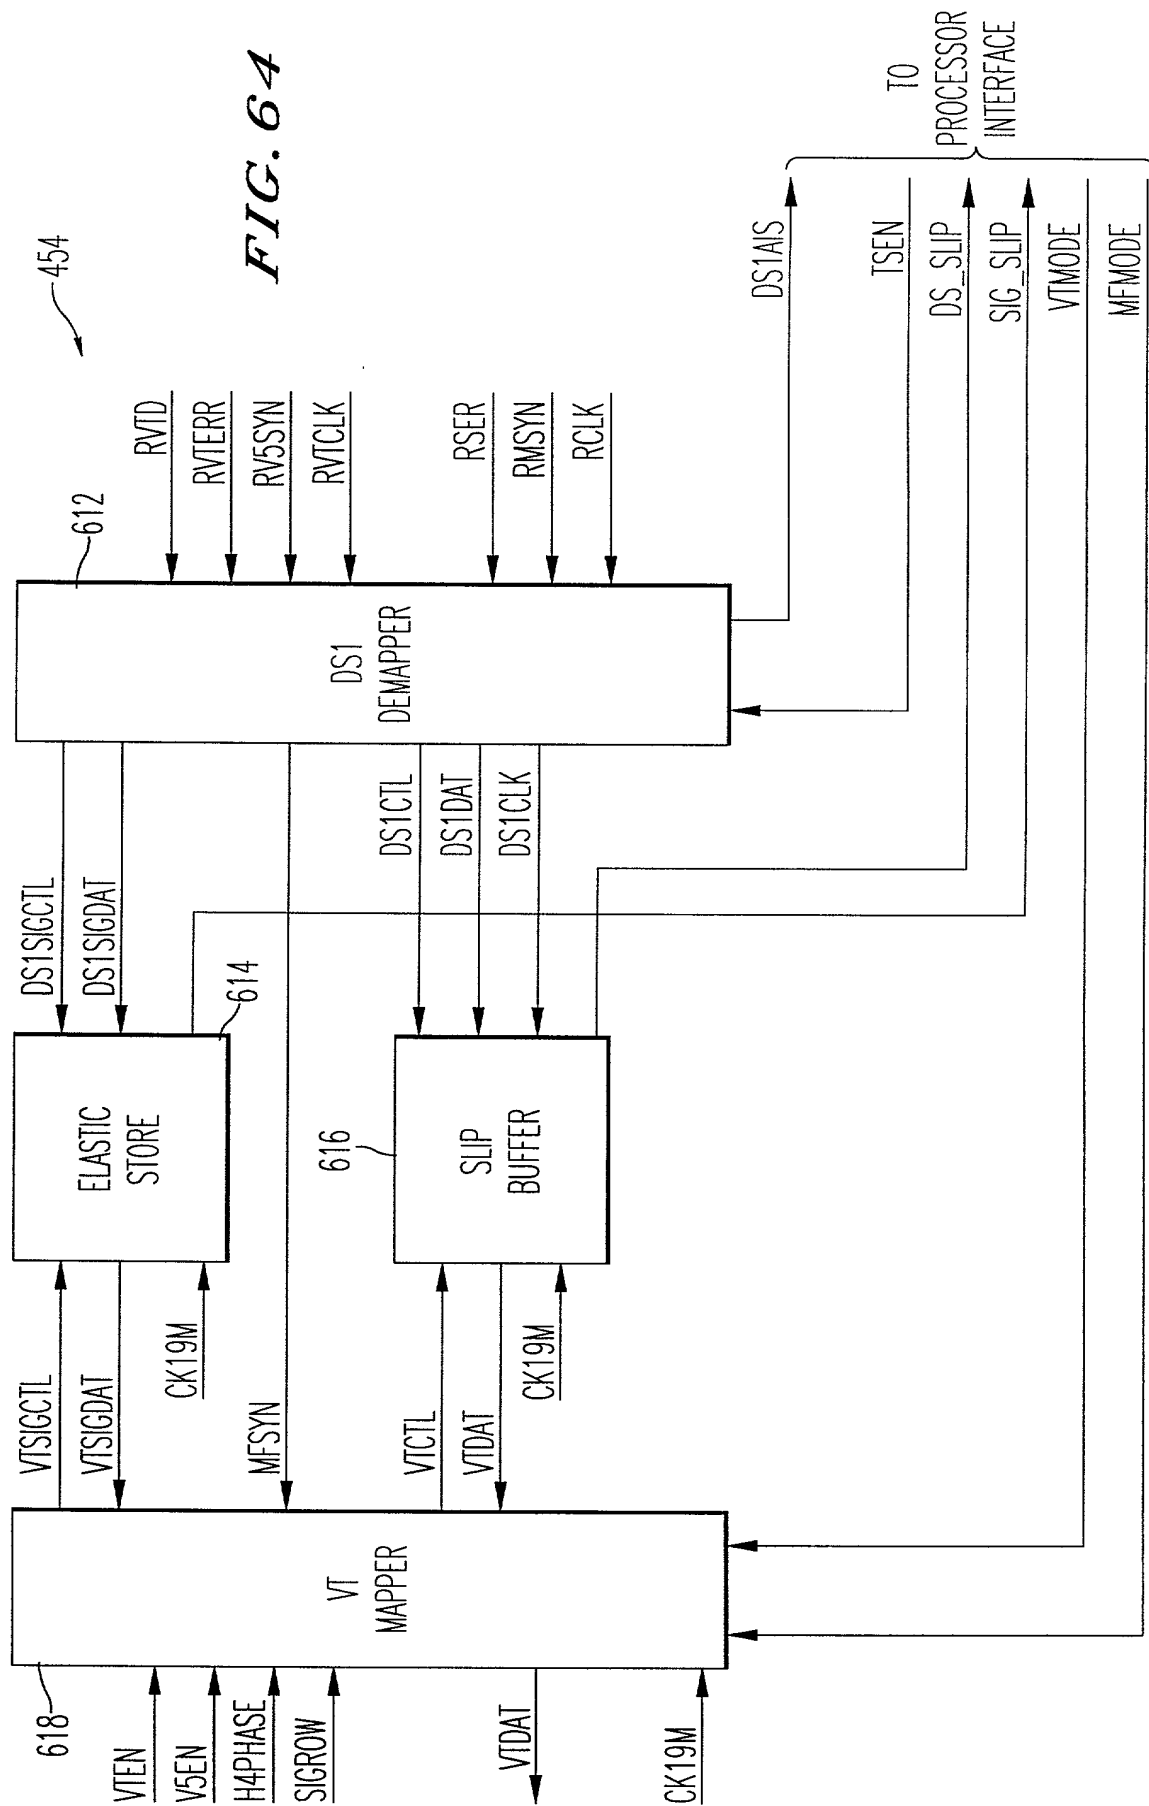 FIG. 64
454
618
VTEN
V5EN
H4PHASE
SIGROW
VTDAT
CK19M
VT
MAPPER
VTSIGCTL
VTSIGDAT
CK19M
MFSYN
VTCTL
VTDAT
CK19M
ELASTIC
STORE
614
616
SLIP
BUFFER
DS1SIGCTL
DS1SIGDAT
DS1CTL
DS1DAT
DS1CLK
612
DS1
DEMAPPER
RVTD
RVTERR
RV5SYN
RVTCLK
RSER
RMSYN
RCLK
DS1AIS
TSEN
DS_SLIP
SIG_SLIP
VTMODE
MFMODE
TO
PROCESSOR
INTERFACE